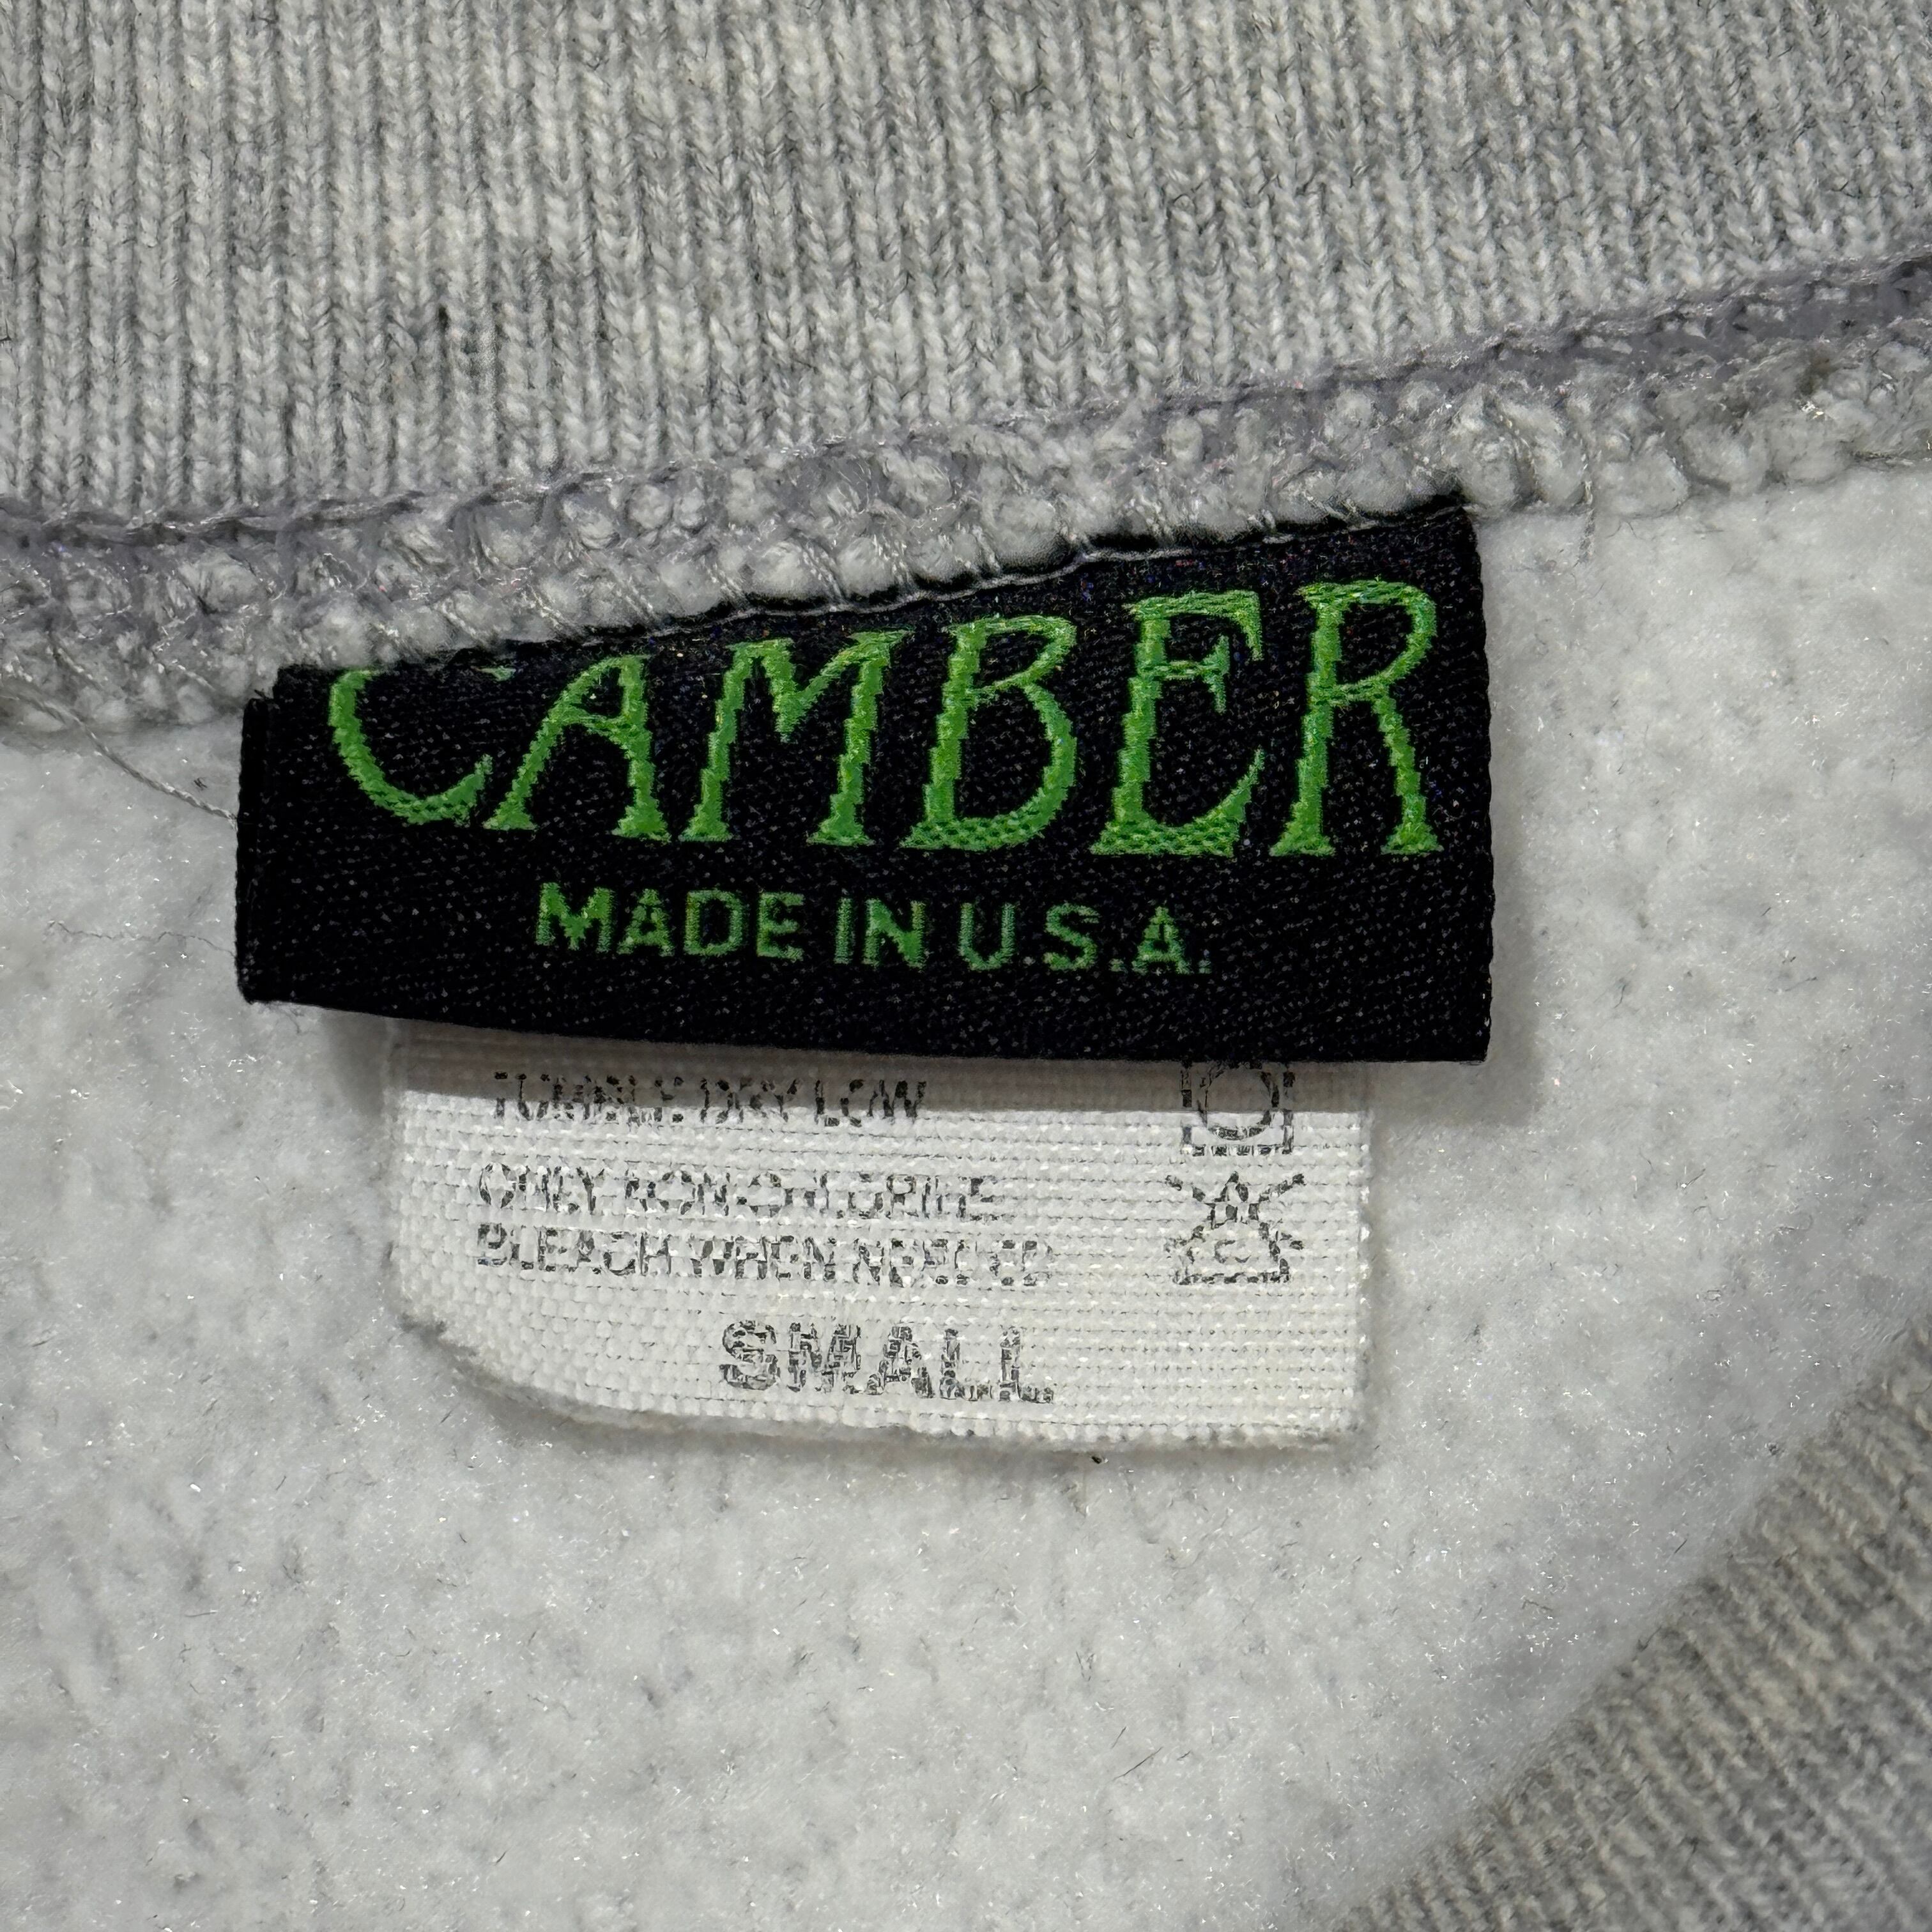 CAMBER
MADE IN U.S.A.
TUMBLE DRY LOW
ONLY NON-CHLORINE
BLEACH WHEN NEEDED
SMALL